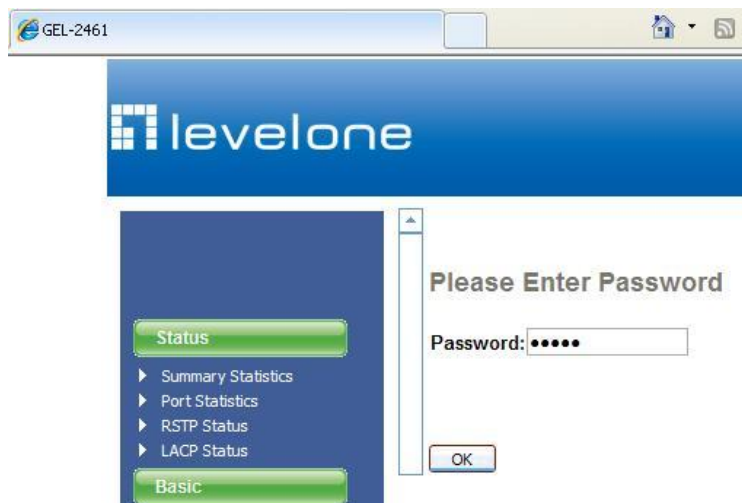 GEL-2461
levelone
Please Enter Password
Password: •••••
OK
Status
Summary Statistics
Port Statistics
RSTP Status
LACP Status
Basic